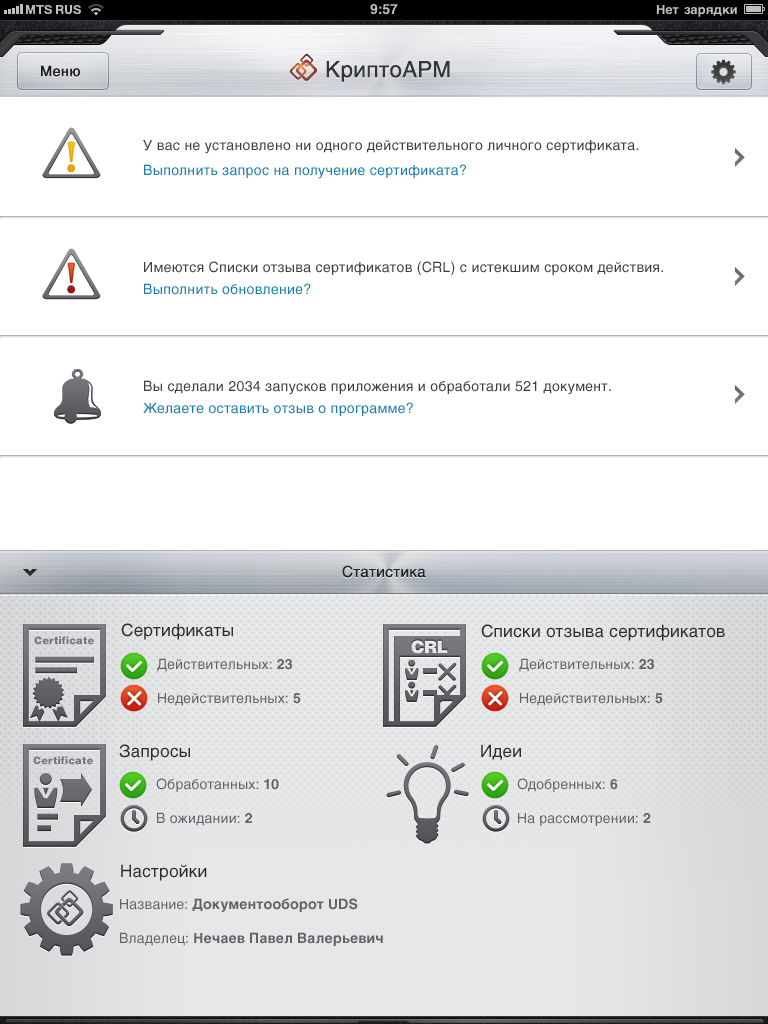 MTS RUS 9:57 Нет зарядки
Меню КриптоАРМ
У вас не установлено ни одного действительного личного сертификата.
Выполнить запрос на получение сертификата?
Имеются Списки отзыва сертификатов (CRL) с истекшим сроком действия.
Выполнить обновление?
Вы сделали 2034 запусков приложения и обработали 521 документ.
Желаете оставить отзыв о программе?
Статистика
Certificate
Сертификаты
Действительных: 23
Недействительных: 5
CRL
Списки отзыва сертификатов
Действительных: 23
Недействительных: 5
Certificate
Запросы
Обработанных: 10
В ожидании: 2
Идеи
Одобренных: 6
На рассмотрении: 2
Настройки
Название: Документооборот UDS
Владелец: Нечаев Павел Валерьевич